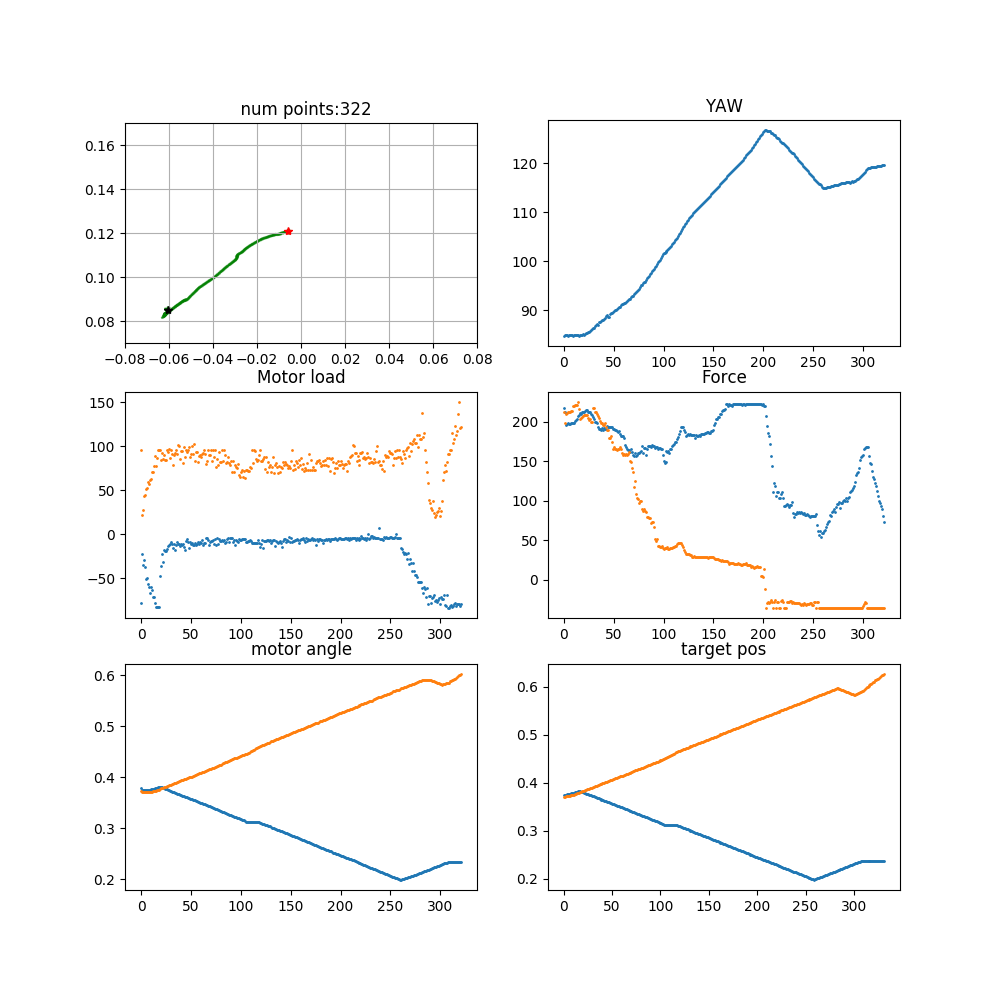 num points:322
YAW
0.16
0.14
0.12
0.10
0.08
−0.08 −0.06 −0.04 −0.02 0.00 0.02 0.04 0.06 0.08
120
110
100
90
0 50 100 150 200 250 300
Motor load
Force
150
100
50
0
−50
0 50 100 150 200 250 300
200
150
100
50
0
0 50 100 150 200 250 300
motor angle
target pos
0.6
0.5
0.4
0.3
0.2
0 50 100 150 200 250 300
0.6
0.5
0.4
0.3
0.2
0 50 100 150 200 250 300